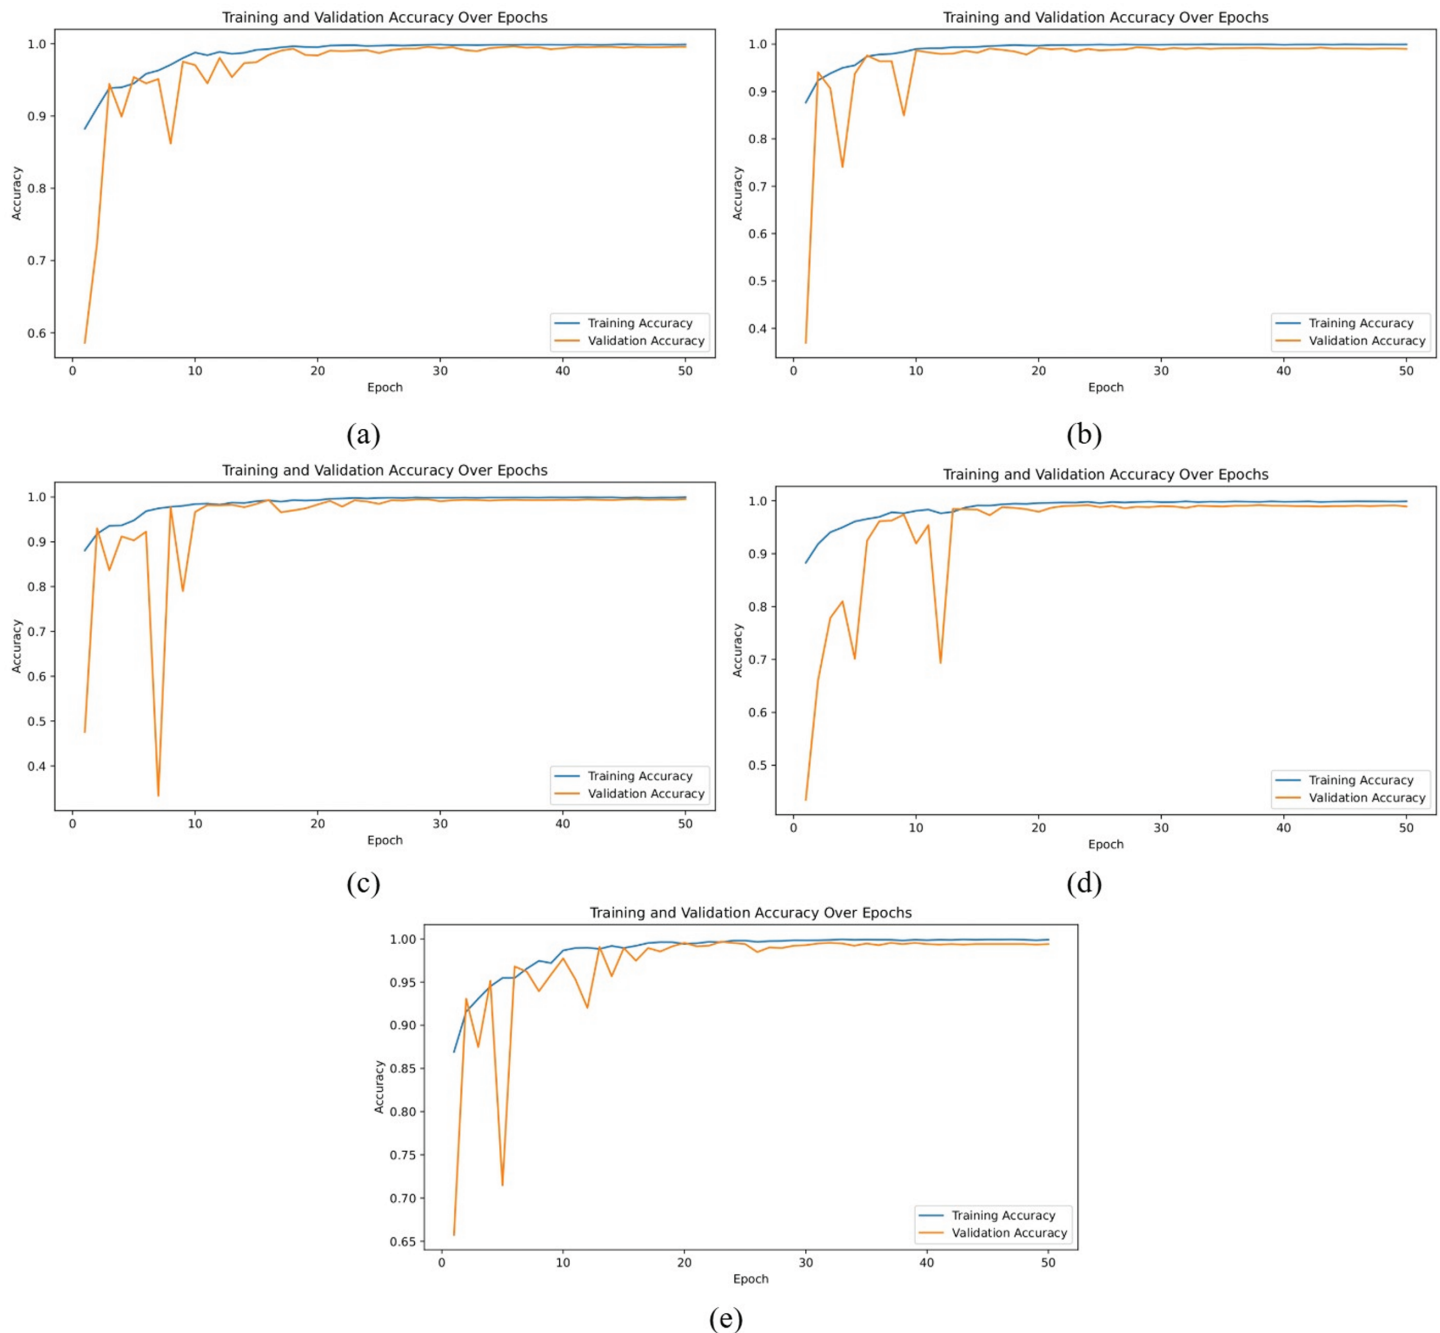 Training and Validation Accuracy Over Epochs
1.0
0.9
0.8
0.7
0.6
Accuracy
Training Accuracy
Validation Accuracy
0 10 20 30 40 50
Epoch
(a)
Training and Validation Accuracy Over Epochs
1.0
0.9
0.8
0.7
0.6
0.5
0.4
Accuracy
Training Accuracy
Validation Accuracy
0 10 20 30 40 50
Epoch
(b)
Training and Validation Accuracy Over Epochs
1.0
0.9
0.8
0.7
0.6
0.5
0.4
Accuracy
Training Accuracy
Validation Accuracy
0 10 20 30 40 50
Epoch
(c)
Training and Validation Accuracy Over Epochs
1.0
0.9
0.8
0.7
0.6
0.5
Accuracy
Training Accuracy
Validation Accuracy
0 10 20 30 40 50
Epoch
(d)
Training and Validation Accuracy Over Epochs
1.00
0.95
0.90
0.85
0.80
0.75
0.70
0.65
Accuracy
Training Accuracy
Validation Accuracy
0 10 20 30 40 50
Epoch
(e)